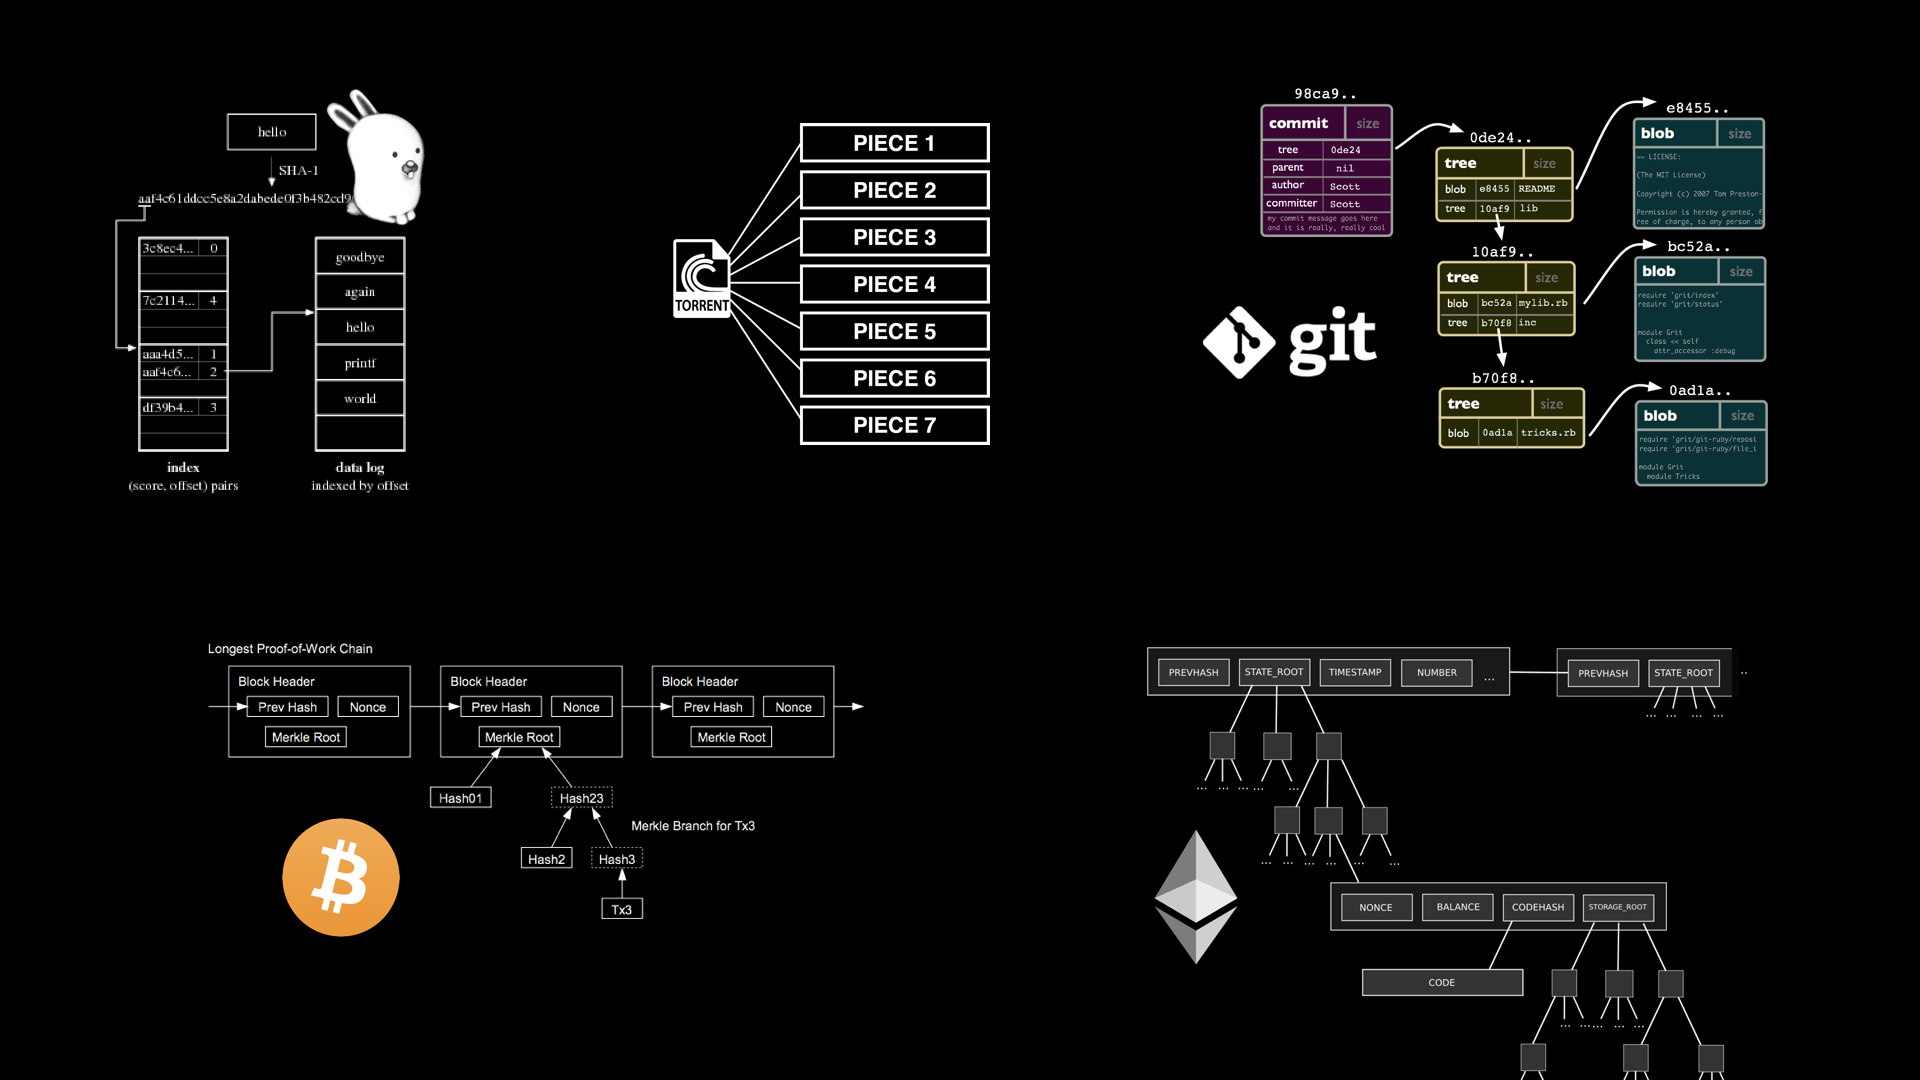 hello
SHA-1
aaf4c61ddcc5e8a2dabede0f3b482cd9
3c8ec4... 0
7c2114... 4
aaa4d5... 1
aaf4c6... 2
df39b4... 3
index
(score, offset) pairs
goodbye
again
hello
printf
world
data log
indexed by offset
TORRENT
PIECE 1
PIECE 2
PIECE 3
PIECE 4
PIECE 5
PIECE 6
PIECE 7
98ca9..
commit size
tree 0de24
parent nil
author Scott
committer Scott
my commit message goes here
and it is really, really cool
0de24..
tree size
blob e8455 README
tree 10af9 lib
10af9..
tree size
blob bc52a mylib.rb
tree b70f8 inc
b70f8..
tree size
blob 0ad1a tricks.rb
e8455..
blob size
== LICENSE:
(The MIT License)
Copyright (c) 2007 Tom Preston-
Permission is hereby granted, f
ree of charge, to any person ob
bc52a..
blob size
require 'grit/index'
require 'grit/status'
module Grit
class << self
attr_accessor :debug
0ad1a..
blob size
require 'grit/git-ruby/reposi
require 'grit/git-ruby/file_i
module Grit
module Tricks
git
Longest Proof-of-Work Chain
Block Header
Prev Hash Nonce
Merkle Root
Block Header
Prev Hash Nonce
Merkle Root
Block Header
Prev Hash Nonce
Merkle Root
Hash01
Hash23
Merkle Branch for Tx3
Hash2
Hash3
Tx3
PREVHASH STATE_ROOT TIMESTAMP NUMBER ...
PREVHASH STATE_ROOT ..
... ... ... ...
... ... ... ...
... ... ... ... ...
NONCE BALANCE CODEHASH STORAGE_ROOT
CODE
... ... ... ...